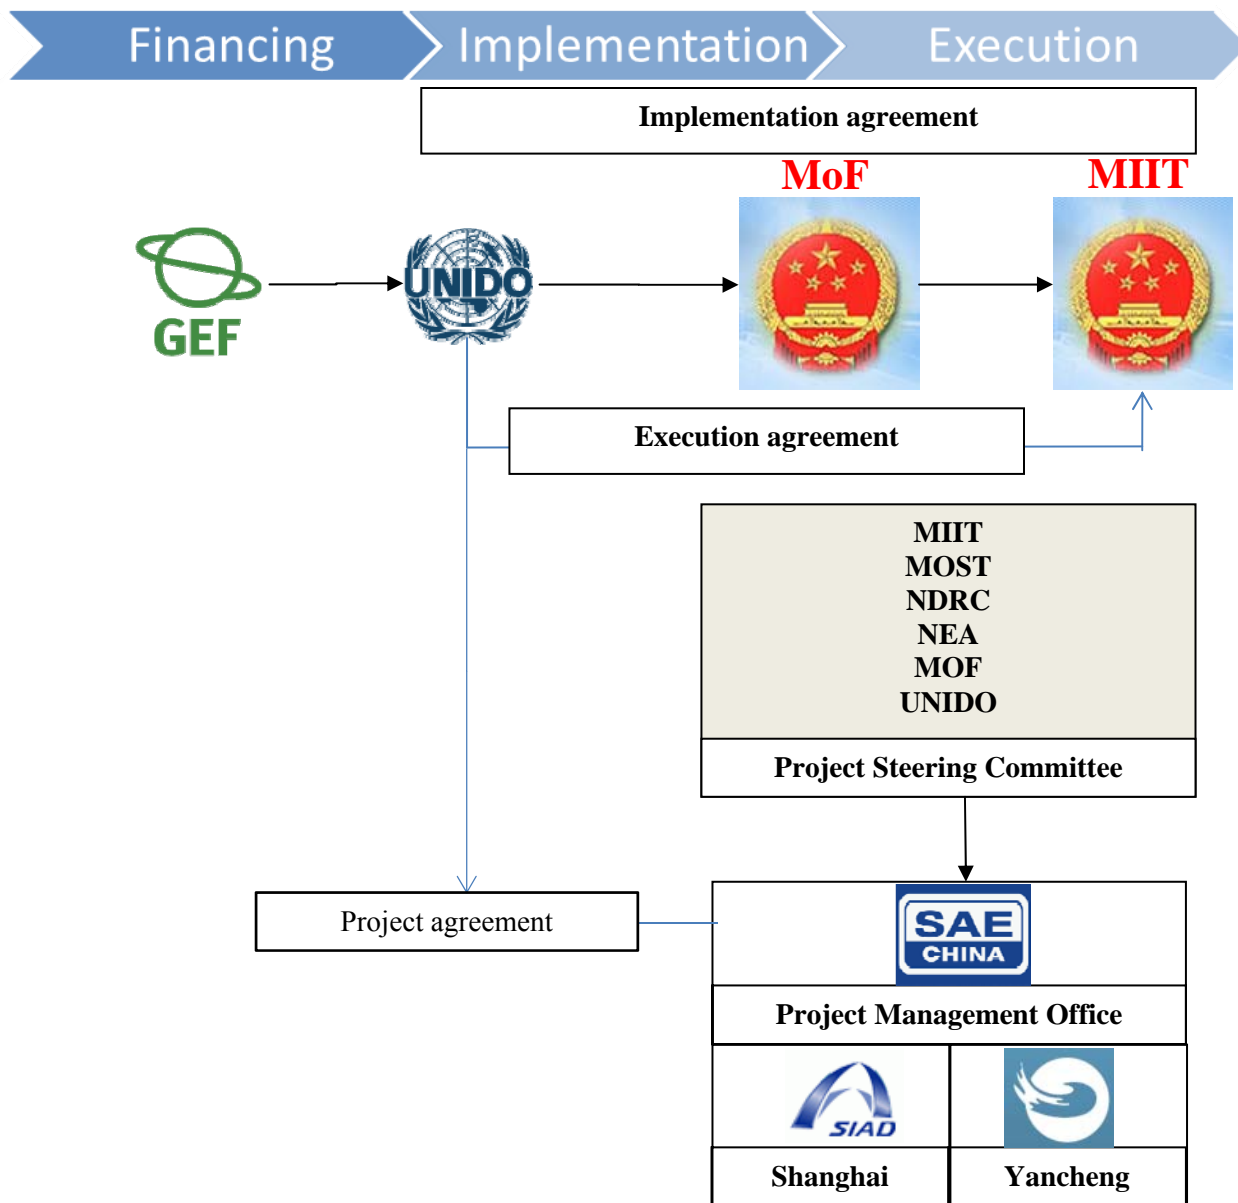 Financing Implementation Execution
Implementation agreement
MoF MIIT
GEF
UNIDO
Execution agreement
MIIT
MOST
NDRC
NEA
MOF
UNIDO
Project Steering Committee
Project agreement
SAE
CHINA
Project Management Office
SIAD
Shanghai Yancheng